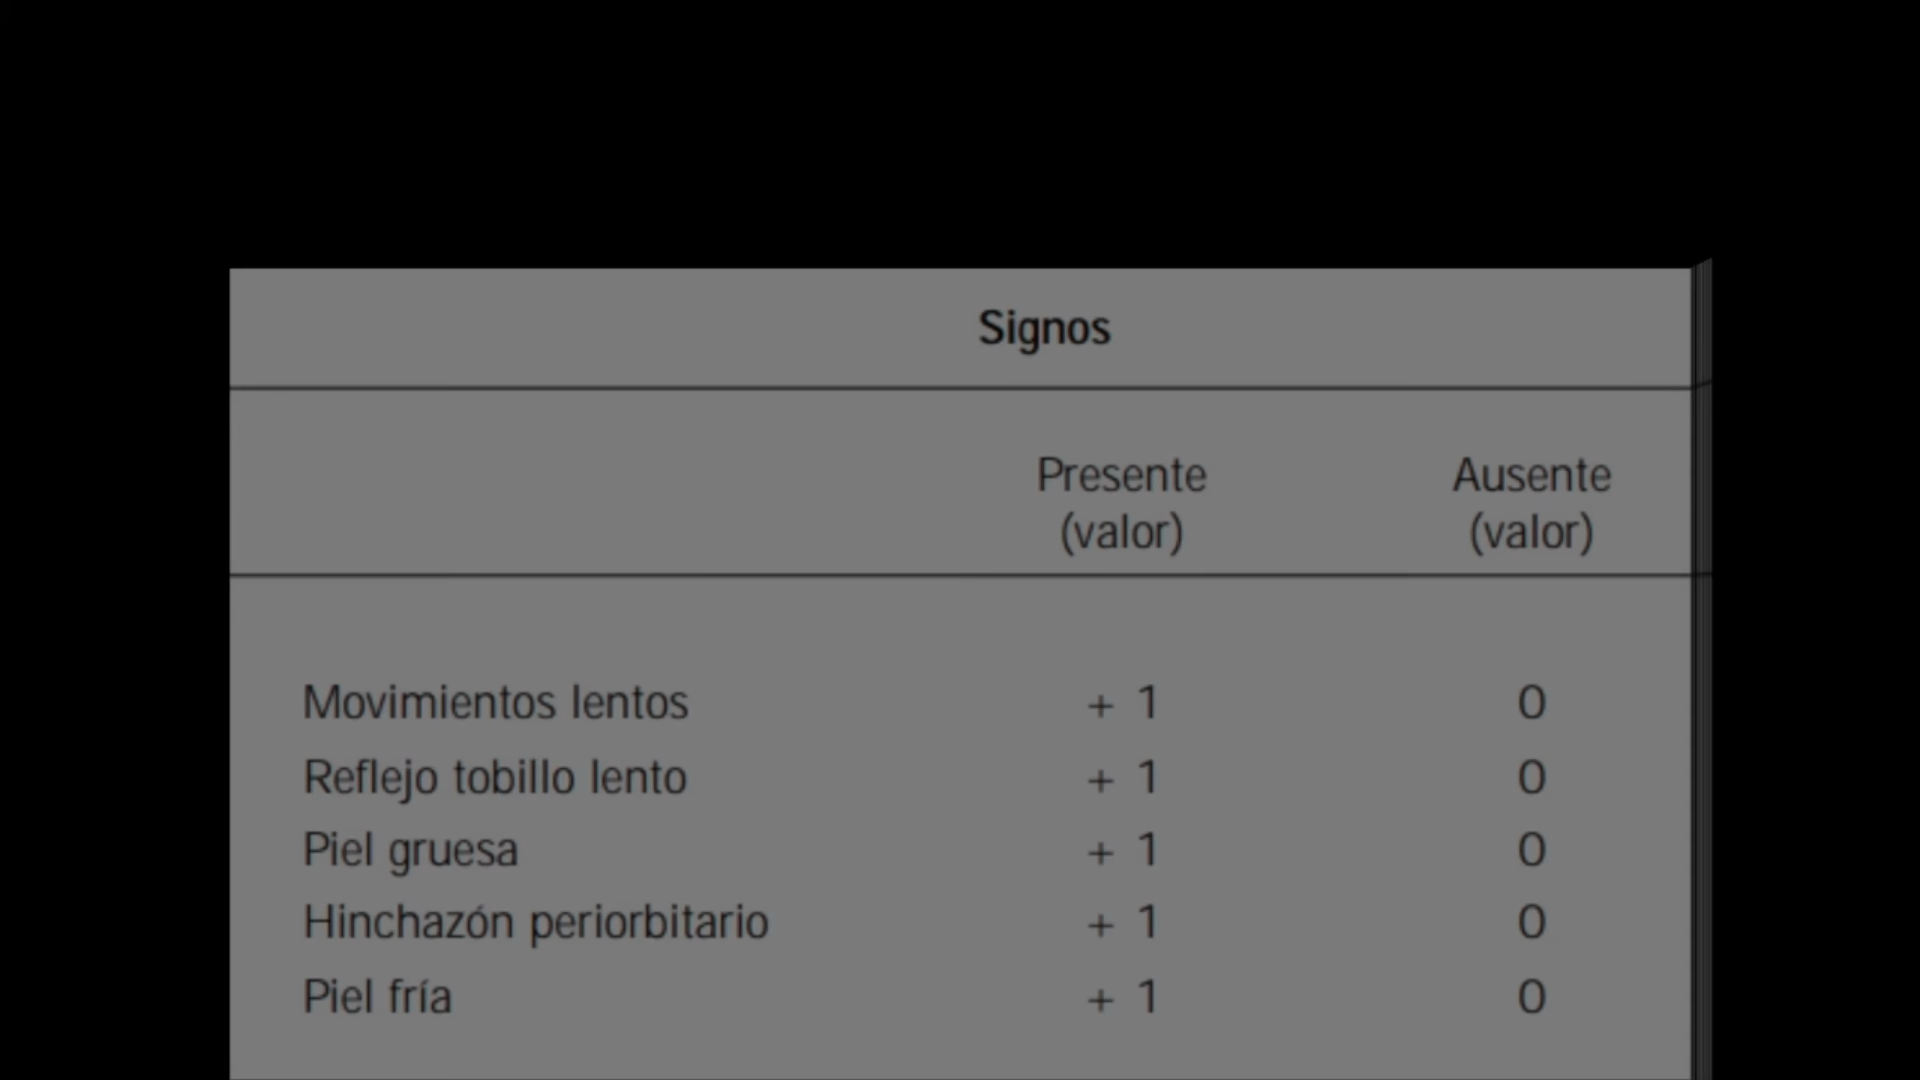 Signos
Presente Ausente
(valor) (valor)
Movimientos lentos + 1 0
Reflejo tobillo lento + 1 0
Piel gruesa + 1 0
Hinchazón periorbitario + 1 0
Piel fría + 1 0